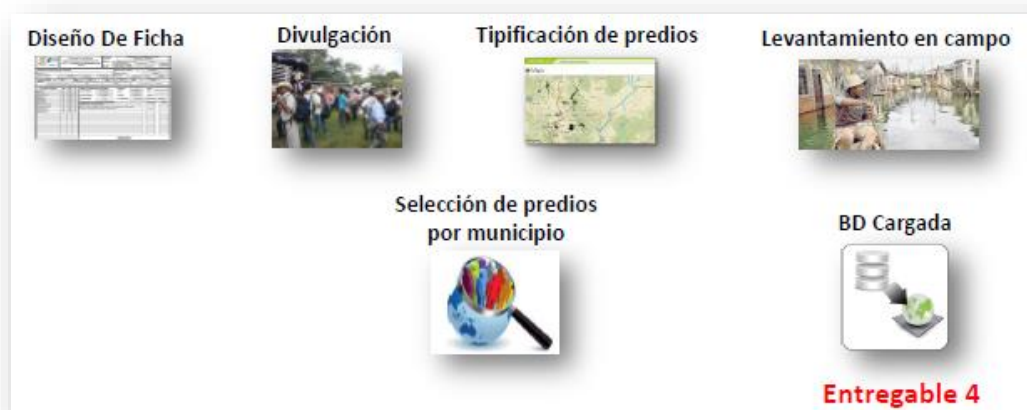 Diseño De Ficha
Divulgación
Tipificación de predios
Levantamiento en campo
Selección de predios
por municipio
BD Cargada
Entregable 4